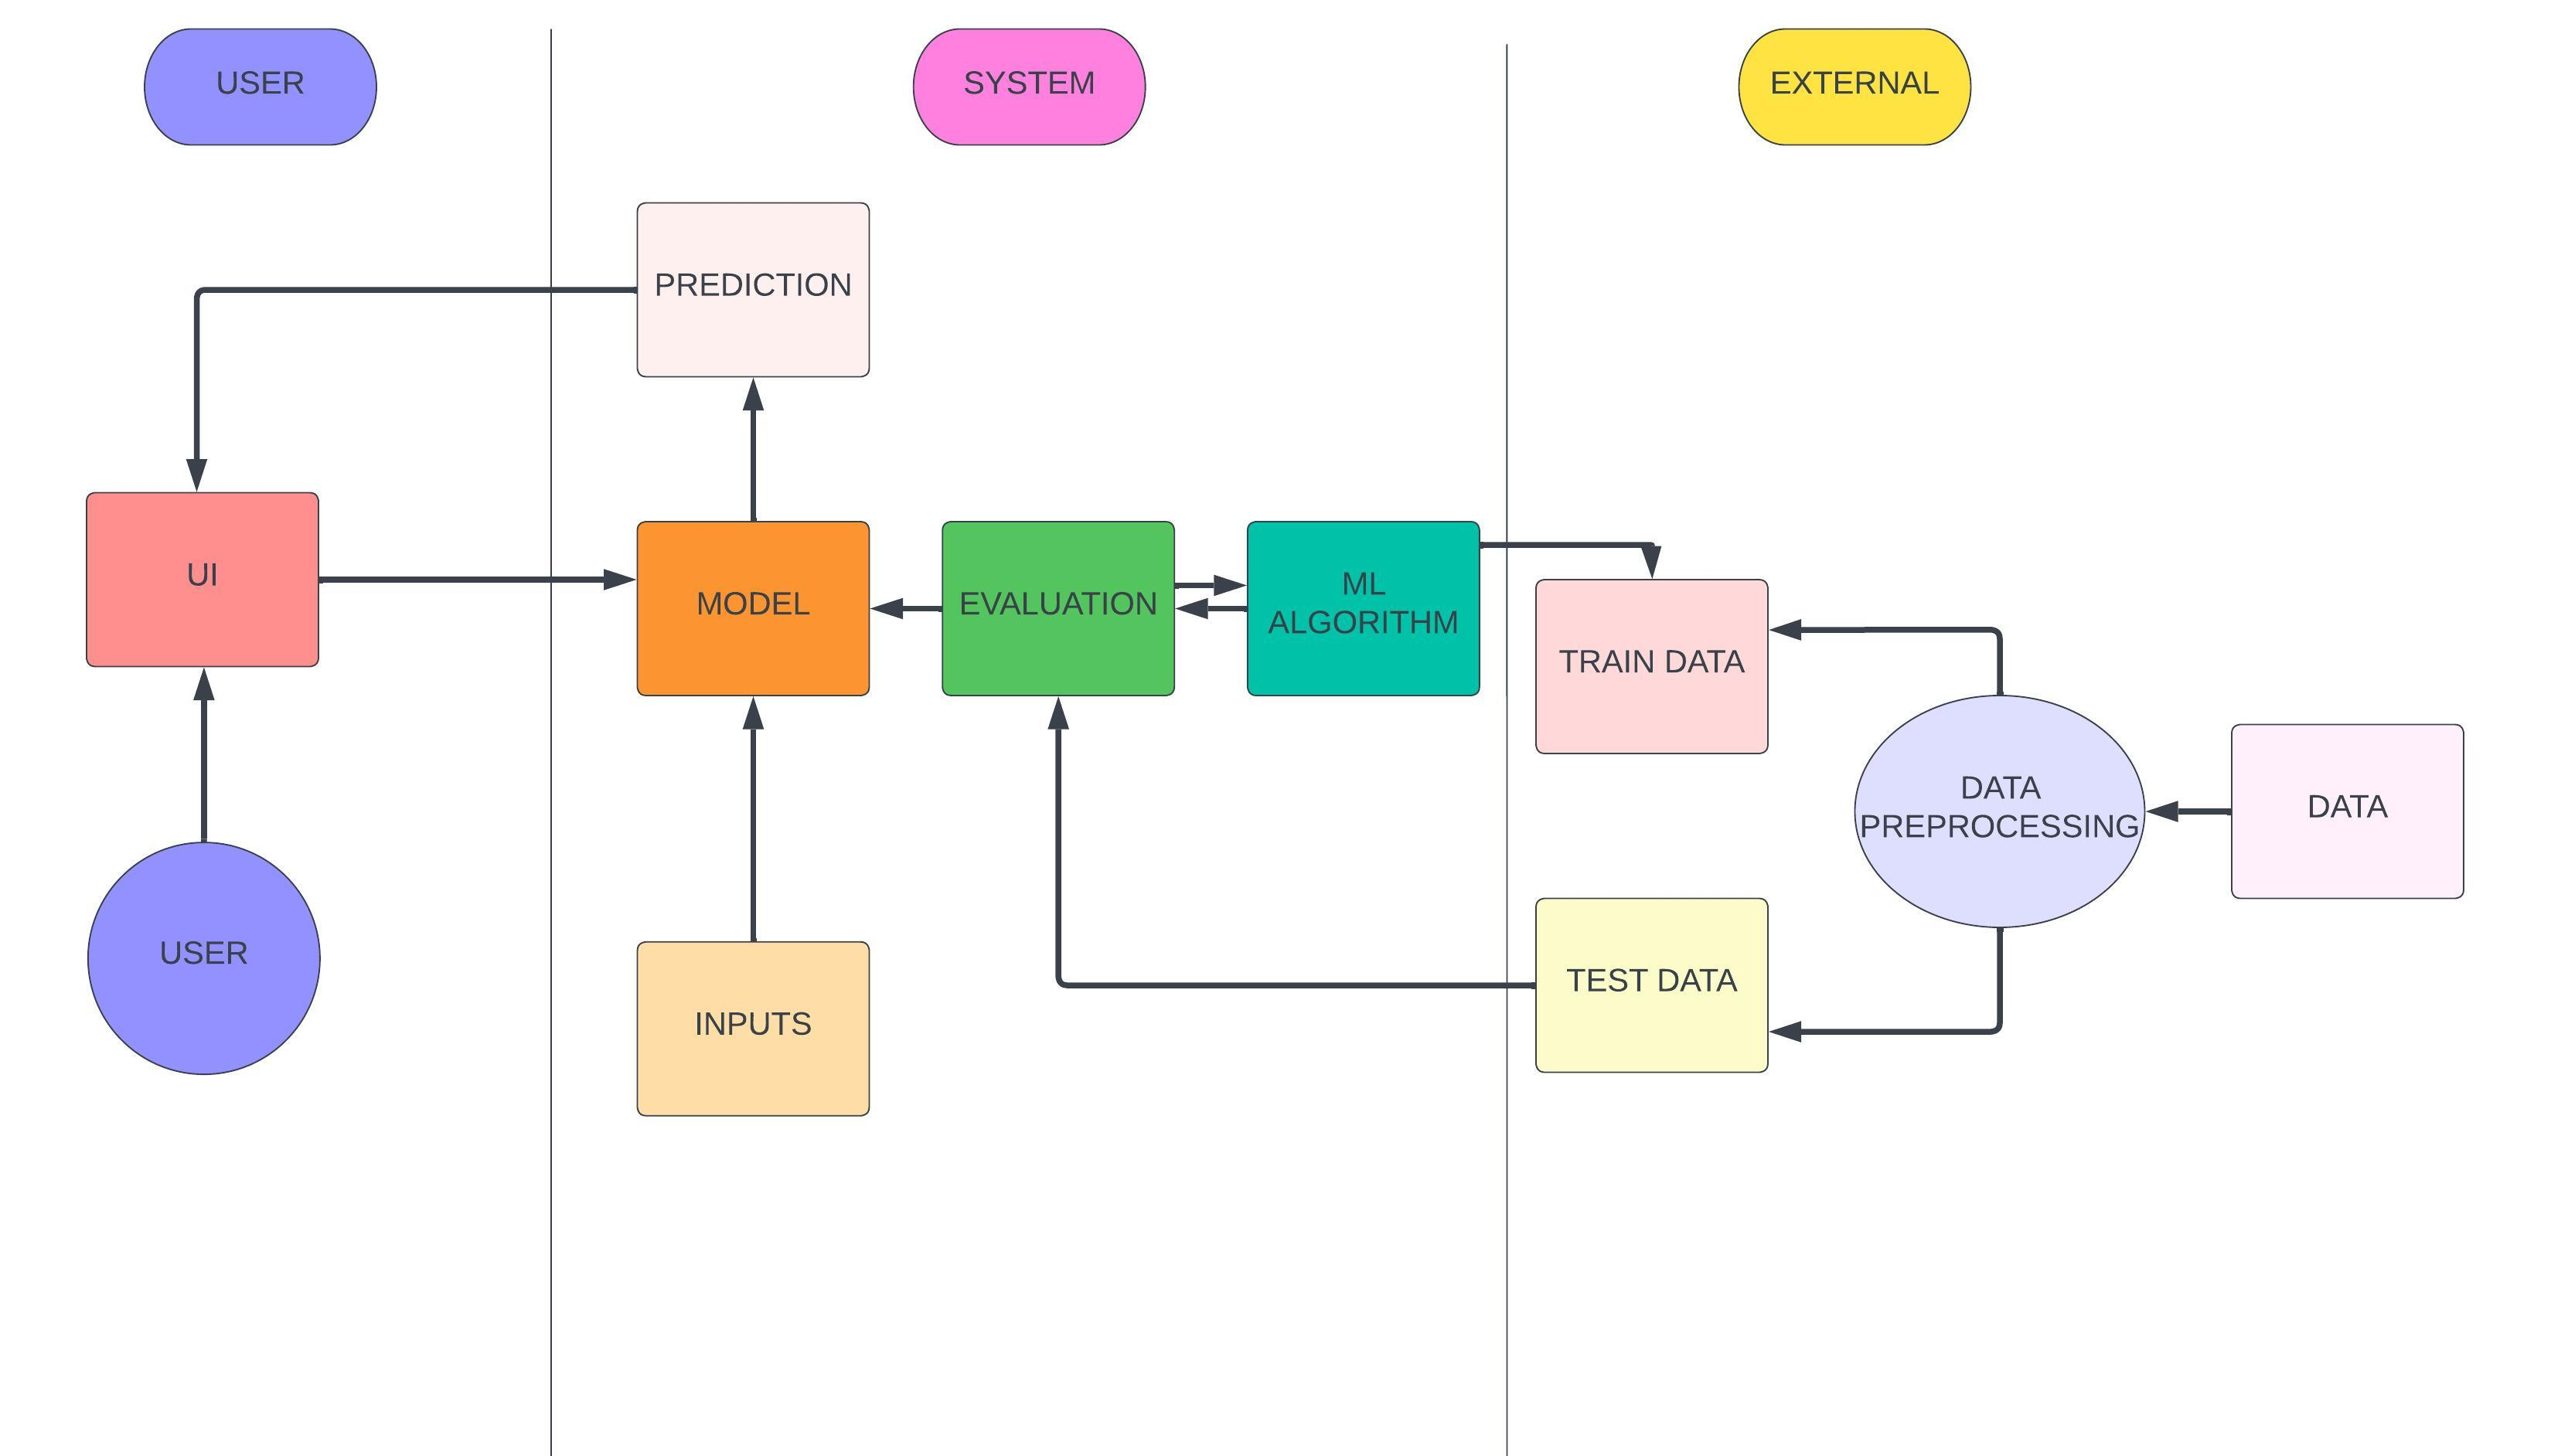 USER
SYSTEM
EXTERNAL
PREDICTION
UI
MODEL
EVALUATION
ML
ALGORITHM
TRAIN DATA
DATA
PREPROCESSING
DATA
USER
INPUTS
TEST DATA